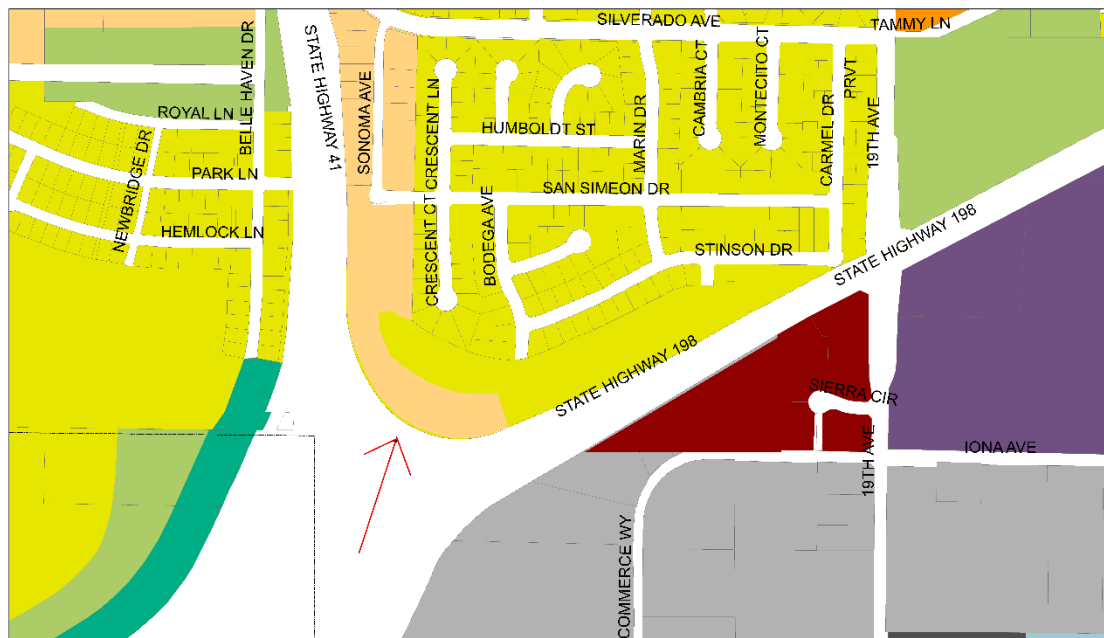 SILVERADO AVE
TAMMY LN
BELLE HAVEN DR
STATE HIGHWAY 41
SONOMA AVE
CRESCENT LN
CAMBRIA CT
MONTECITO CT
PRVT
19TH AVE
ROYAL LN
HUMBOLDT ST
MARIN DR
CARMEL DR
NEWBRIDGE DR
PARK LN
SAN SIMEON DR
HEMLOCK LN
CRESCENT CT
BODEGA AVE
STINSON DR
STATE HIGHWAY 198
STATE HIGHWAY 198
SIERRA CIR
19TH AVE
IONA AVE
COMMERCE WY